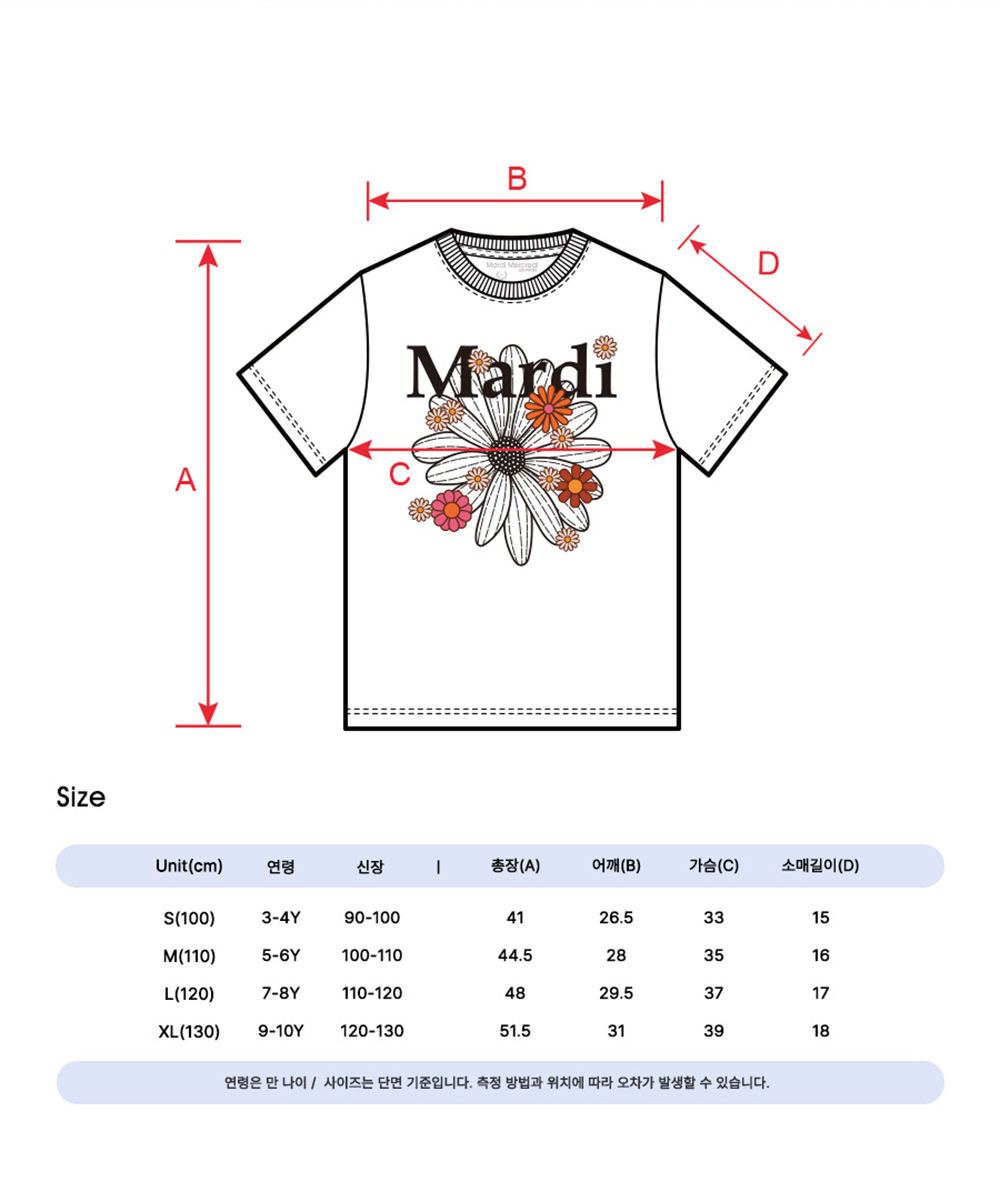 B
D
Mardi Mercredi
Mardi
A
C
Size
Unit(cm) 연령 신장 | 총장(A) 어깨(B) 가슴(C) 소매길이(D)
S(100) 3-4Y 90-100 41 26.5 33 15
M(110) 5-6Y 100-110 44.5 28 35 16
L(120) 7-8Y 110-120 48 29.5 37 17
XL(130) 9-10Y 120-130 51.5 31 39 18
연령은 만 나이 / 사이즈는 단면 기준입니다. 측정 방법과 위치에 따라 오차가 발생할 수 있습니다.